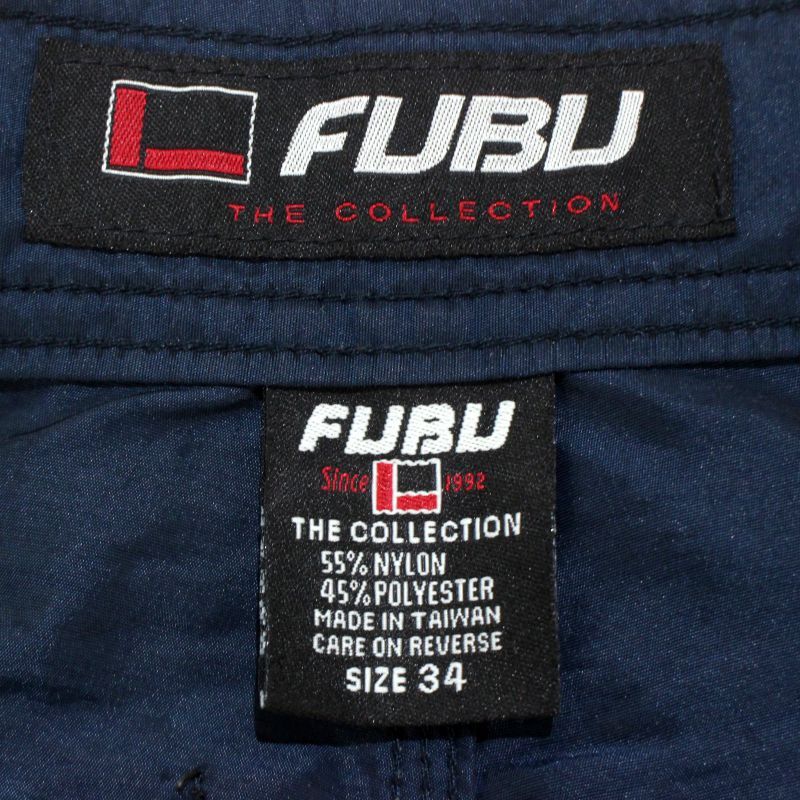 FUBU
THE COLLECTION
FUBU
Since 1992
THE COLLECTION
55% NYLON
45% POLYESTER
MADE IN TAIWAN
CARE ON REVERSE
SIZE 34